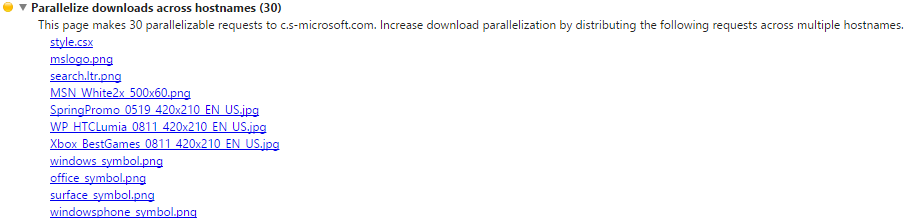 Parallelize downloads across hostnames (30)
This page makes 30 parallelizable requests to c.s-microsoft.com. Increase download parallelization by distributing the following requests across multiple hostnames.
style.csx
mslogo.png
search.ltr.png
MSN_White2x_500x60.png
SpringPromo_0519_420x210_EN_US.jpg
WP_HTCLumia_0811_420x210_EN_US.jpg
Xbox_BestGames_0811_420x210_EN_US.jpg
windows_symbol.png
office_symbol.png
surface_symbol.png
windowsphone_symbol.png